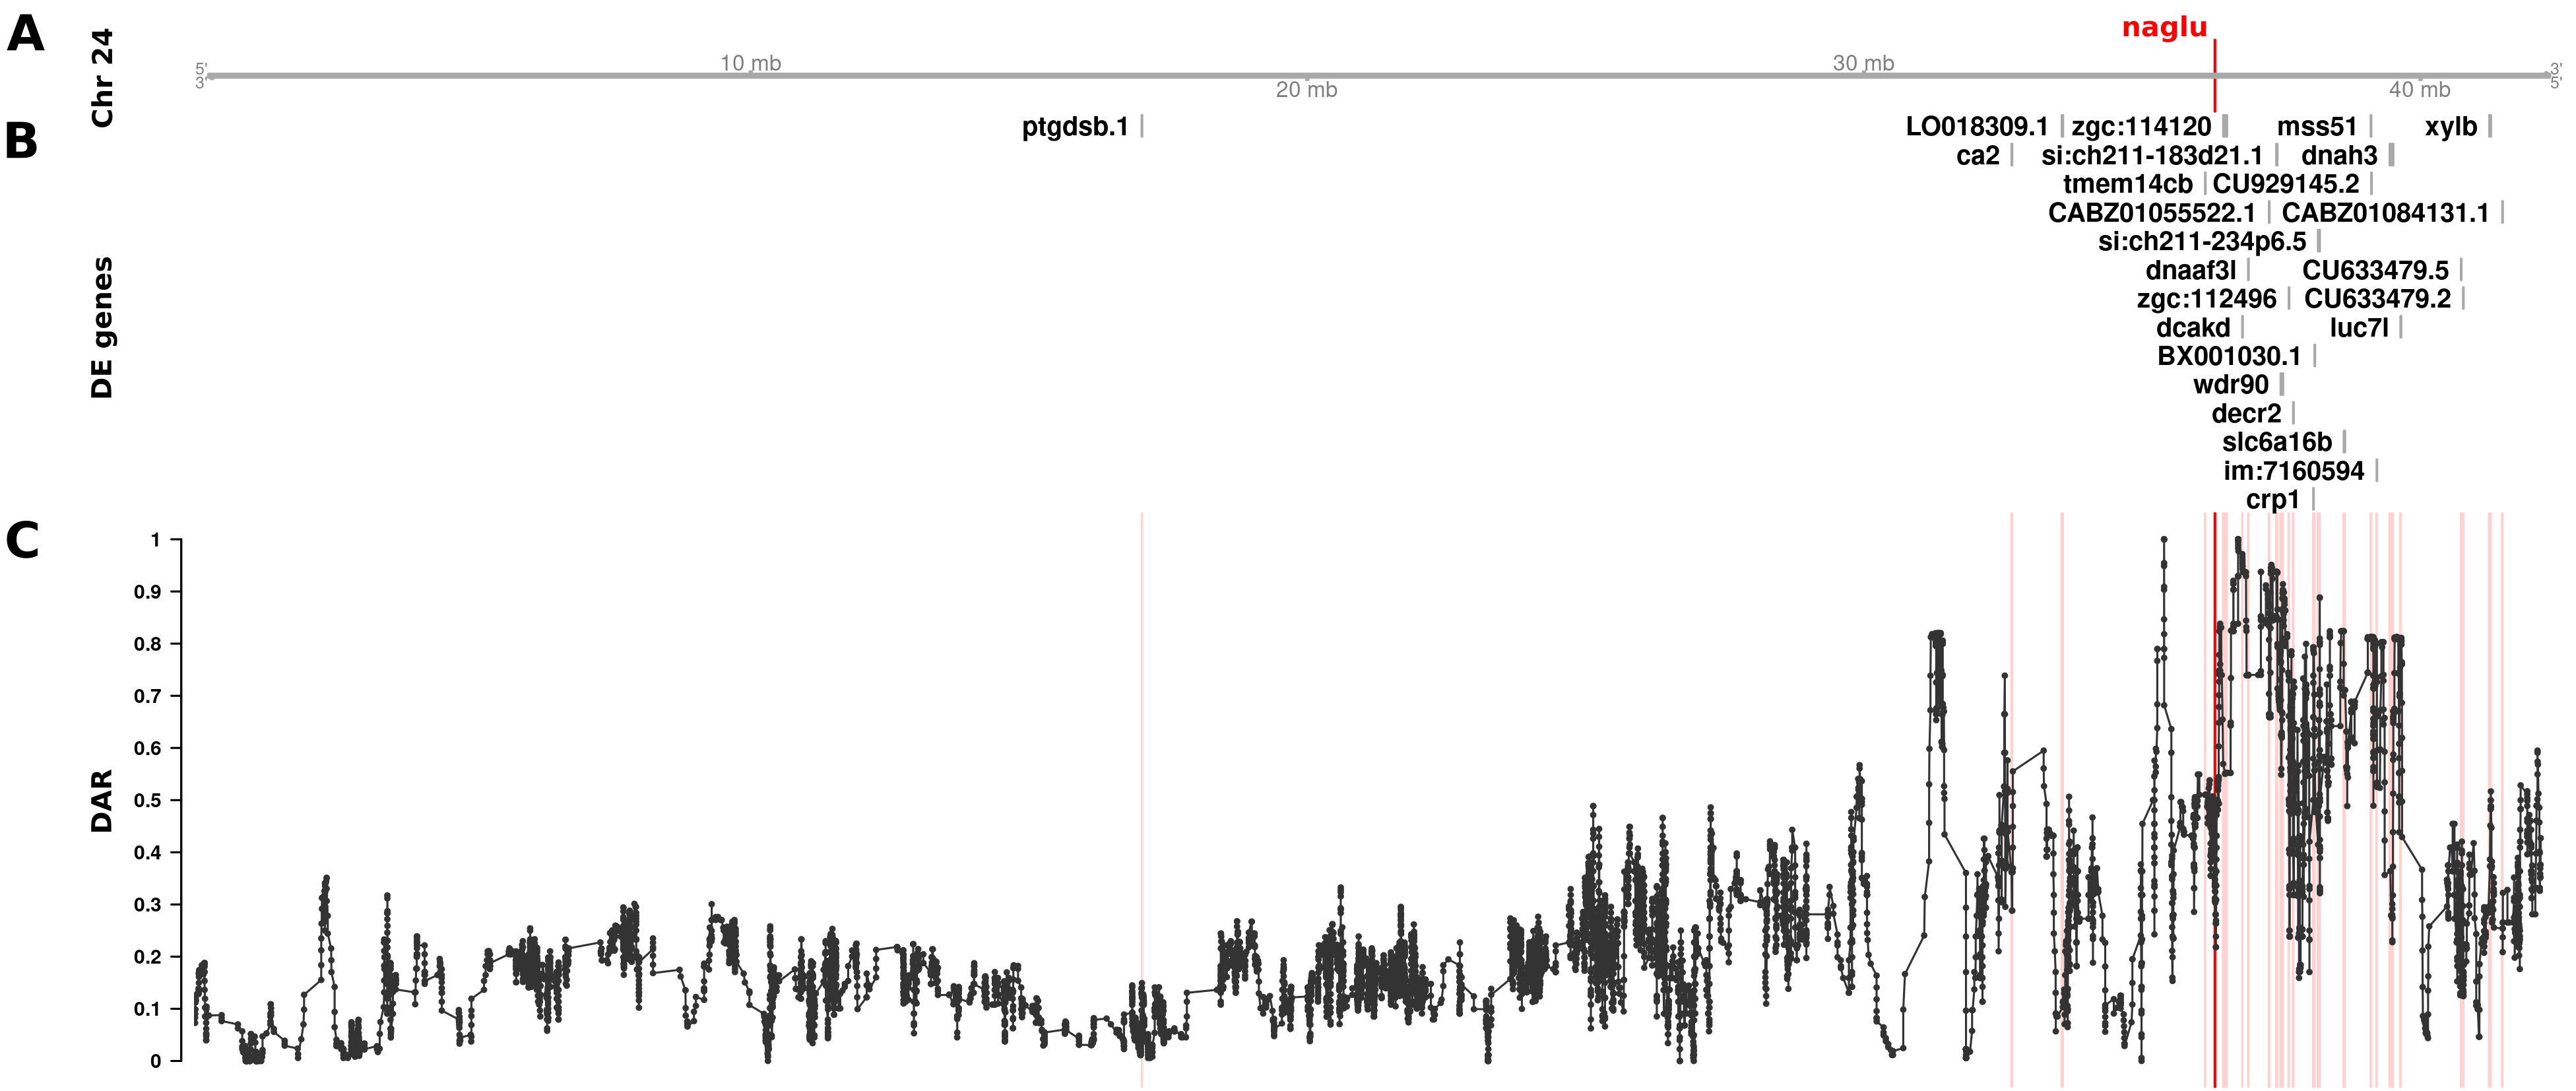 A
Chr 24
naglu
5'
3'
10 mb
20 mb
30 mb
40 mb
3'
5'
B
DE genes
ptgdsb.1
LO018309.1
zgc:114120
mss51
xylb
ca2
si:ch211-183d21.1
dnah3
tmem14cb
CU929145.2
CABZ01055522.1
CABZ01084131.1
si:ch211-234p6.5
dnaaf3l
CU633479.5
zgc:112496
CU633479.2
dcakd
luc7l
BX001030.1
wdr90
decr2
slc6a16b
im:7160594
crp1
C
DAR
1
0.9
0.8
0.7
0.6
0.5
0.4
0.3
0.2
0.1
0